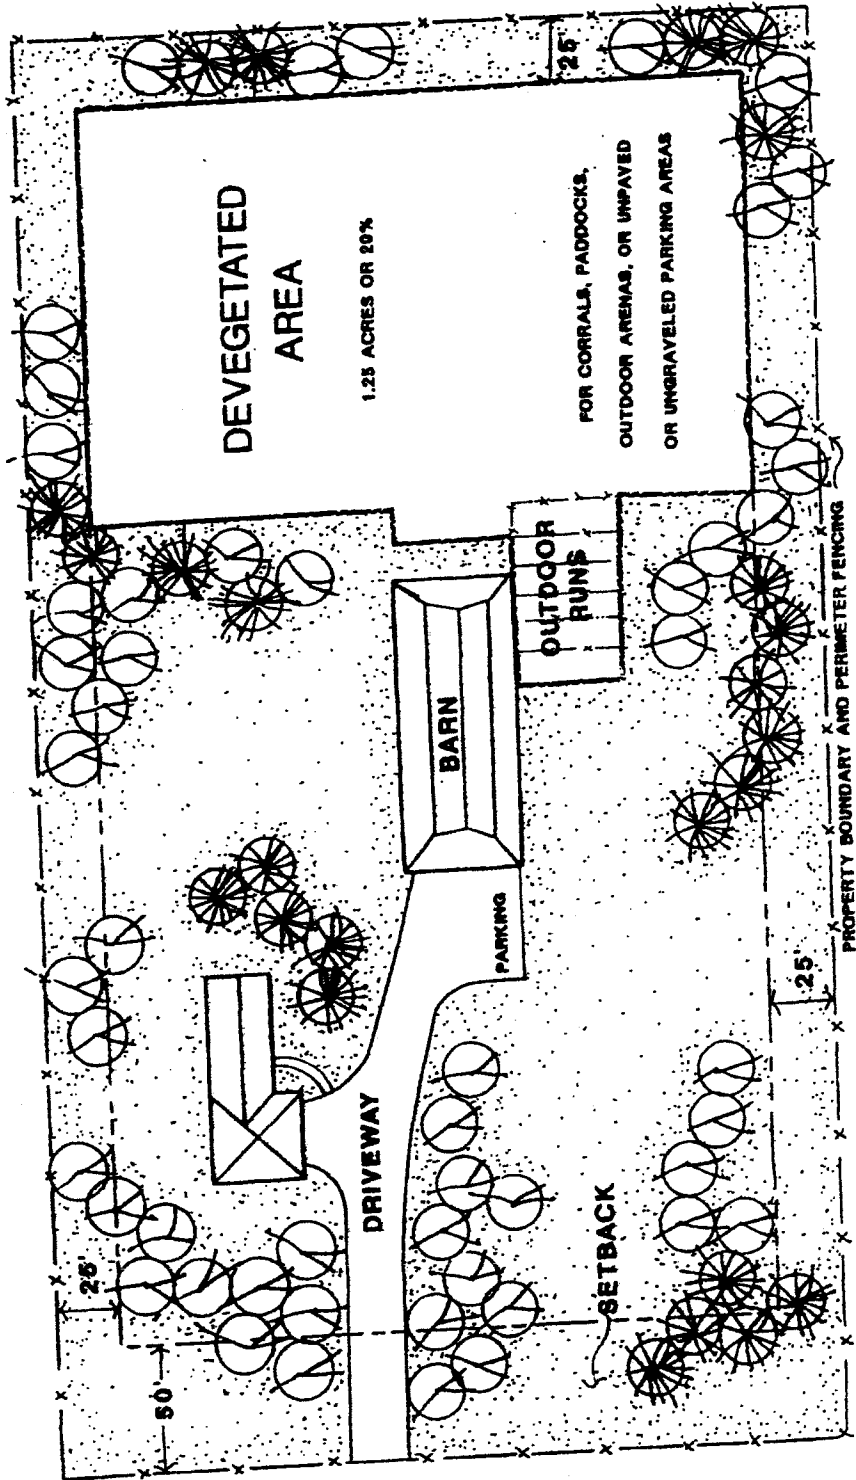 25'
DEVEGETATED
AREA
1.25 ACRES OR 20%
FOR CORRALS, PADDOCKS,
OUTDOOR ARENAS, OR UNPAVED
OR UNGRAVELED PARKING AREAS
OUTDOOR
RUNS
BARN
PARKING
PROPERTY BOUNDARY AND PERIMETER FENCING
25'
DRIVEWAY
SETBACK
25'
50'